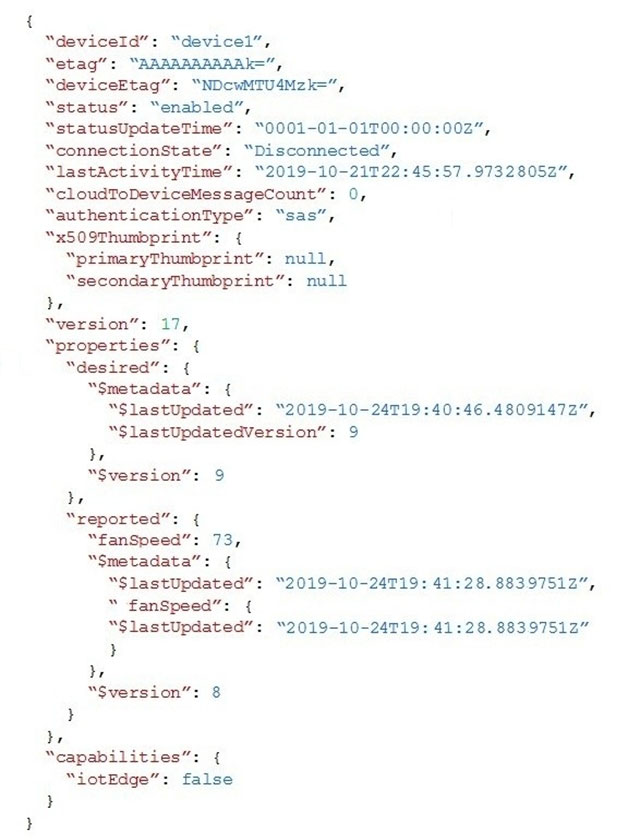 {
“deviceId”: “device1”,
“etag”: “AAAAAAAAAAk=”,
“deviceEtag”: “NDcwMTU4Mzk=”,
“status”: “enabled”,
“statusUpdateTime”: “0001-01-01T00:00:00Z”,
“connectionState”: “Disconnected”,
“lastActivityTime”: “2019-10-21T22:45:57.9732805Z”,
“cloudToDeviceMessageCount”: 0,
“authenticationType”: “sas”,
“x509Thumbprint”: {
“primaryThumbprint”: null,
“secondaryThumbprint”: null
},
“version”: 17,
“properties”: {
“desired”: {
“$metadata”: {
“$lastUpdated”: “2019-10-24T19:40:46.4809147Z”,
“$lastUpdatedVersion”: 9
},
“$version”: 9
},
“reported”: {
“fanSpeed”: 73,
“$metadata”: {
“$lastUpdated”: “2019-10-24T19:41:28.8839751Z”,
“ fanSpeed”: {
“$lastUpdated”: “2019-10-24T19:41:28.8839751Z”
}
},
“$version”: 8
}
},
“capabilities”: {
“iotEdge”: false
}
}